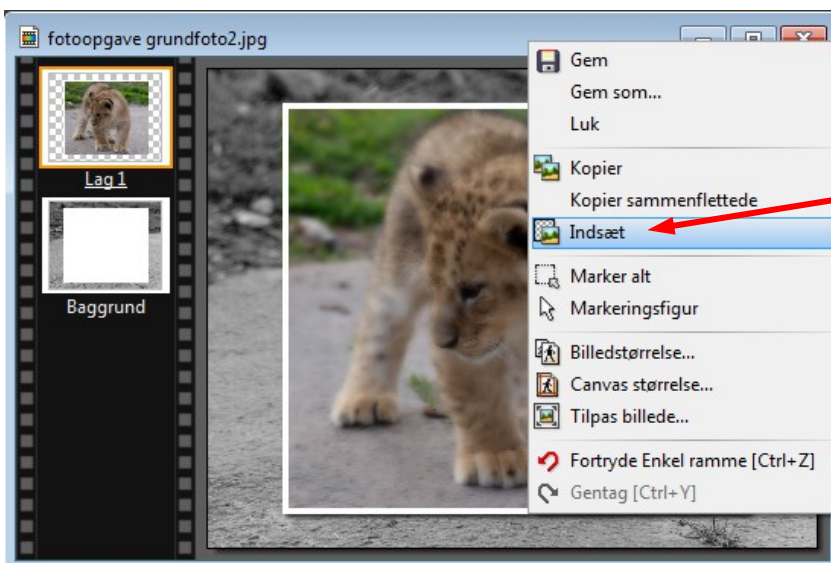 fotoopgave grundfoto2.jpg
Lag 1
Baggrund
Gem
Gem som...
Luk
Kopier
Kopier sammenflettede
Indsæt
Marker alt
Markeringsfigur
Billedstørrelse...
Canvas størrelse...
Tilpas billede...
Fortryde Enkel ramme [Ctrl+Z]
Gentag [Ctrl+Y]